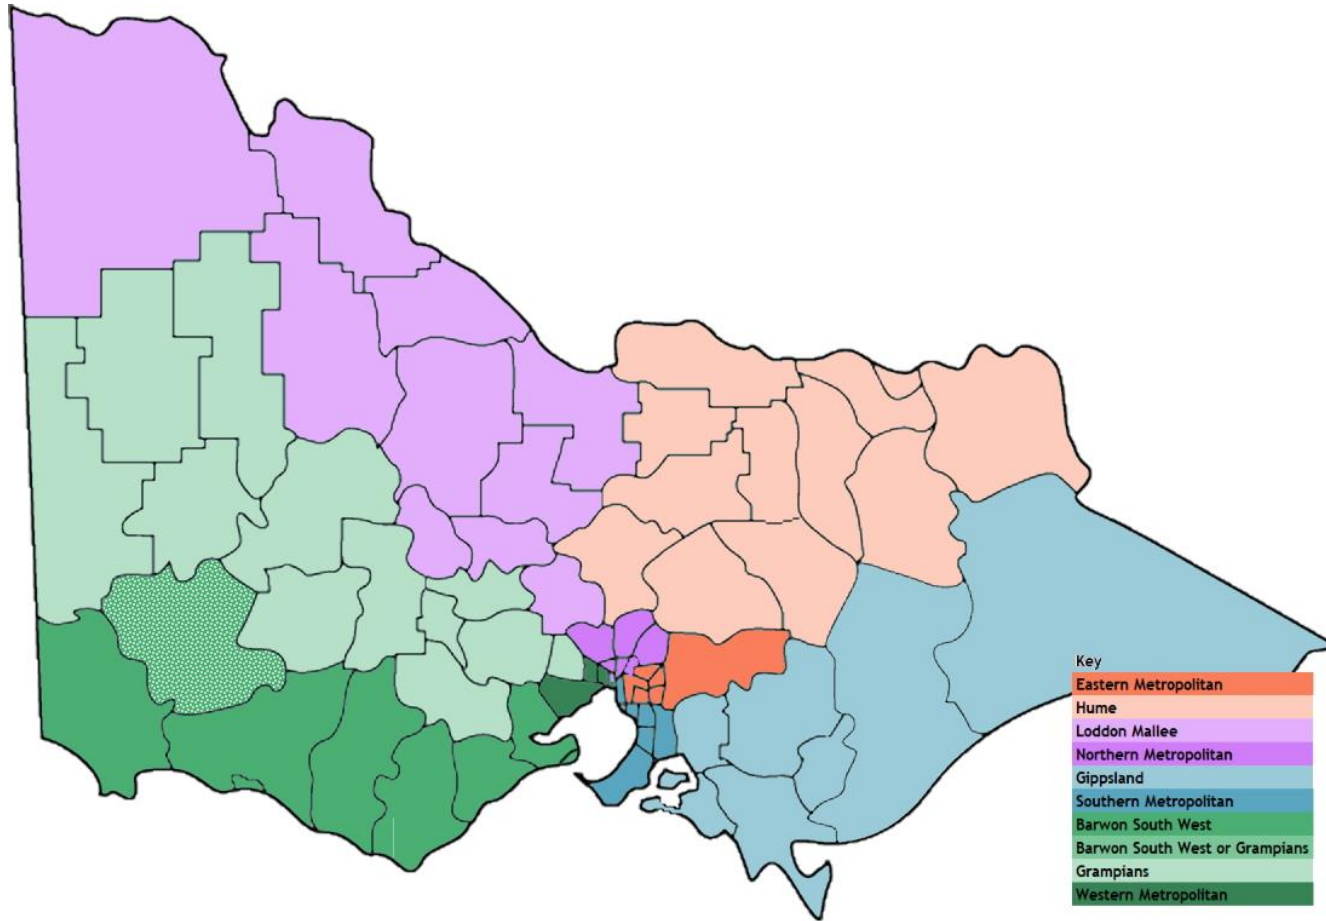 Key
Eastern Metropolitan
Hume
Loddon Mallee
Northern Metropolitan
Gippsland
Southern Metropolitan
Barwon South West
Barwon South West or Grampians
Grampians
Western Metropolitan